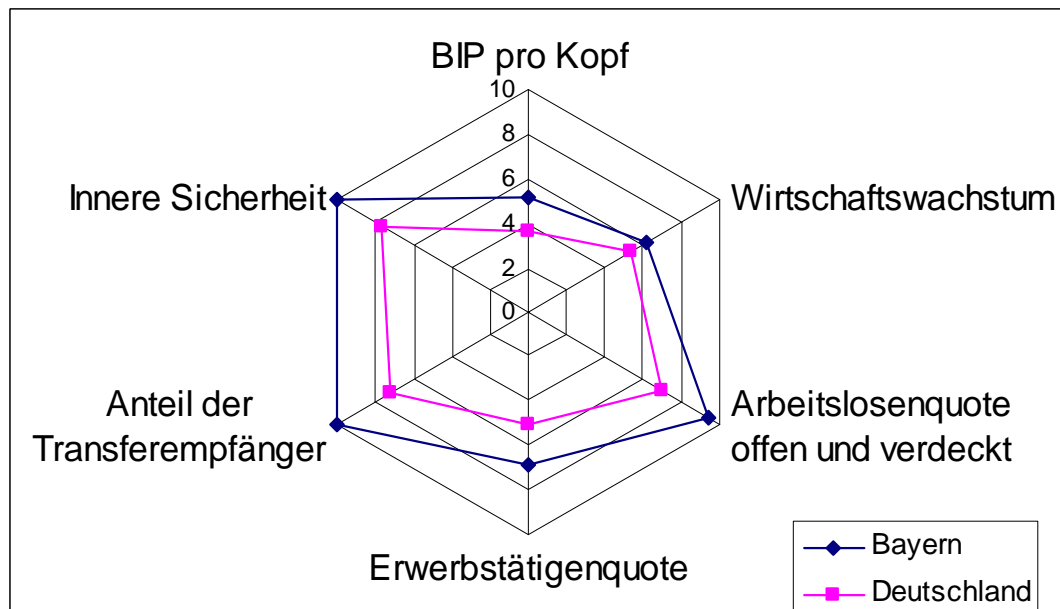 BIP pro Kopf
10
8
6
4
2
0
Innere Sicherheit
Wirtschaftswachstum
Anteil der
Transferempfänger
Arbeitslosenquote
offen und verdeckt
Erwerbstätigenquote
Bayern
Deutschland